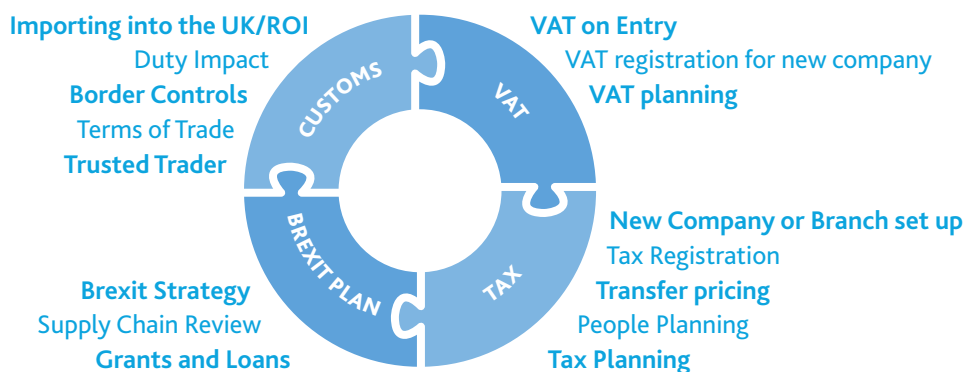 Importing into the UK/ROI
Duty Impact
Border Controls
Terms of Trade
Trusted Trader
CUSTOMS
VAT on Entry
VAT registration for new company
VAT planning
VAT
BREXIT PLAN
Brexit Strategy
Supply Chain Review
Grants and Loans
TAX
New Company or Branch set up
Tax Registration
Transfer pricing
People Planning
Tax Planning